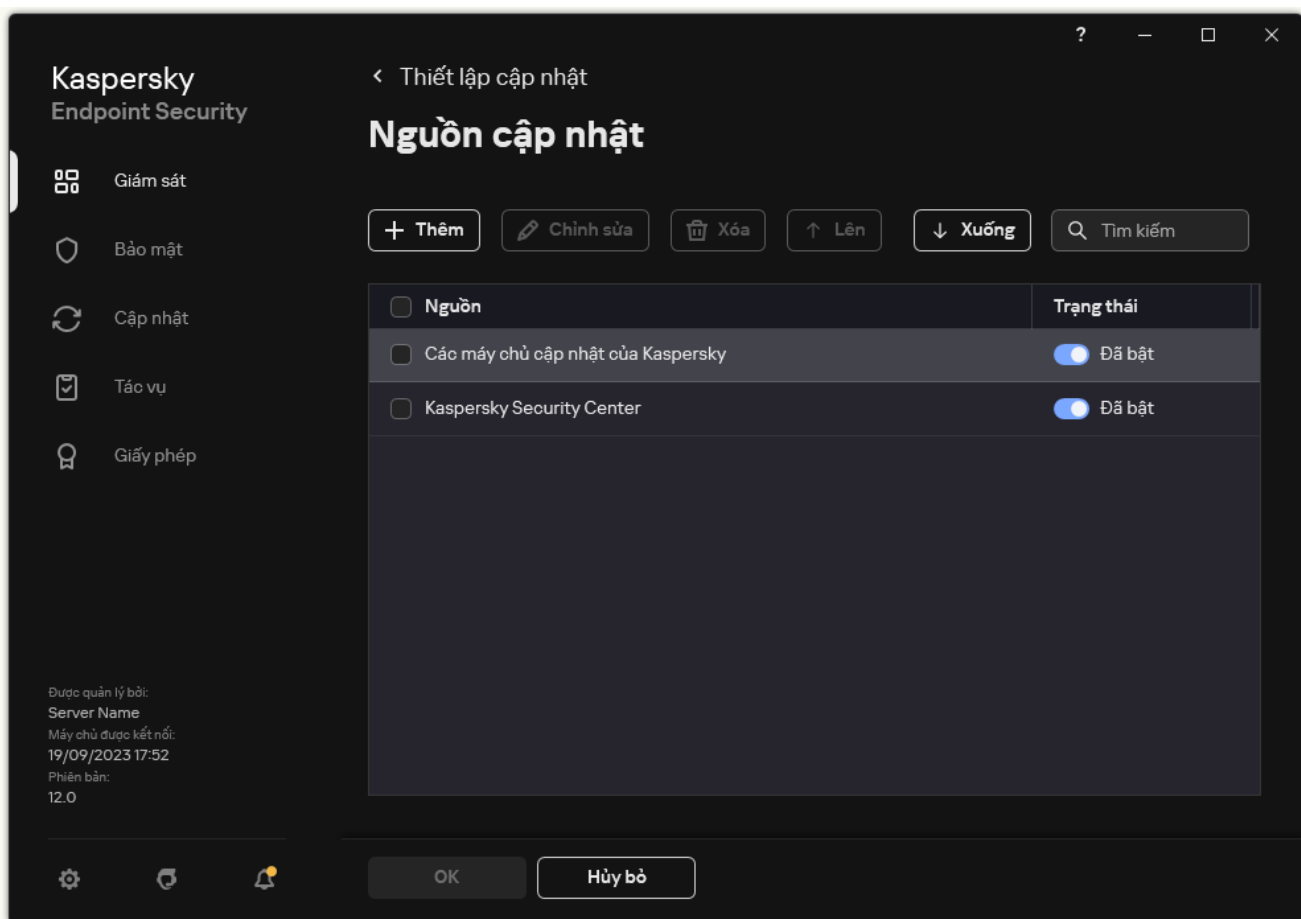 ?
Kaspersky
Endpoint Security
Thiết lập cập nhật
Nguồn cập nhật
Giám sát
Bảo mật
Cập nhật
Tác vụ
Giấy phép
Thêm
Chỉnh sửa
Xóa
Lên
Xuống
Tìm kiếm
Nguồn Trạng thái
Các máy chủ cập nhật của Kaspersky Đã bật
Kaspersky Security Center Đã bật
Được quản lý bởi:
Server Name
Máy chủ được kết nối:
19/09/2023 17:52
Phiên bản:
12.0
OK
Hủy bỏ